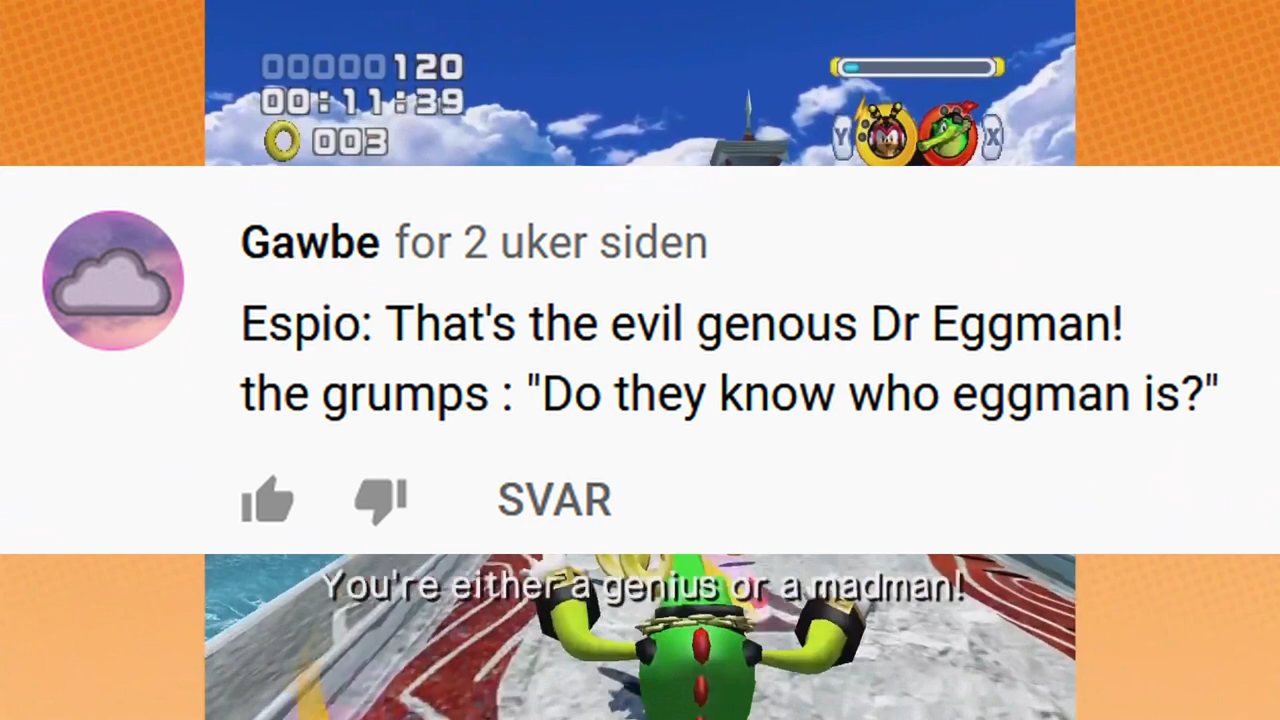 00000120
00:11:39
003
Y X
Gawbe for 2 uker siden
Espio: That's the evil genous Dr Eggman!
the grumps : "Do they know who eggman is?"
SVAR
You're either a genius or a madman!